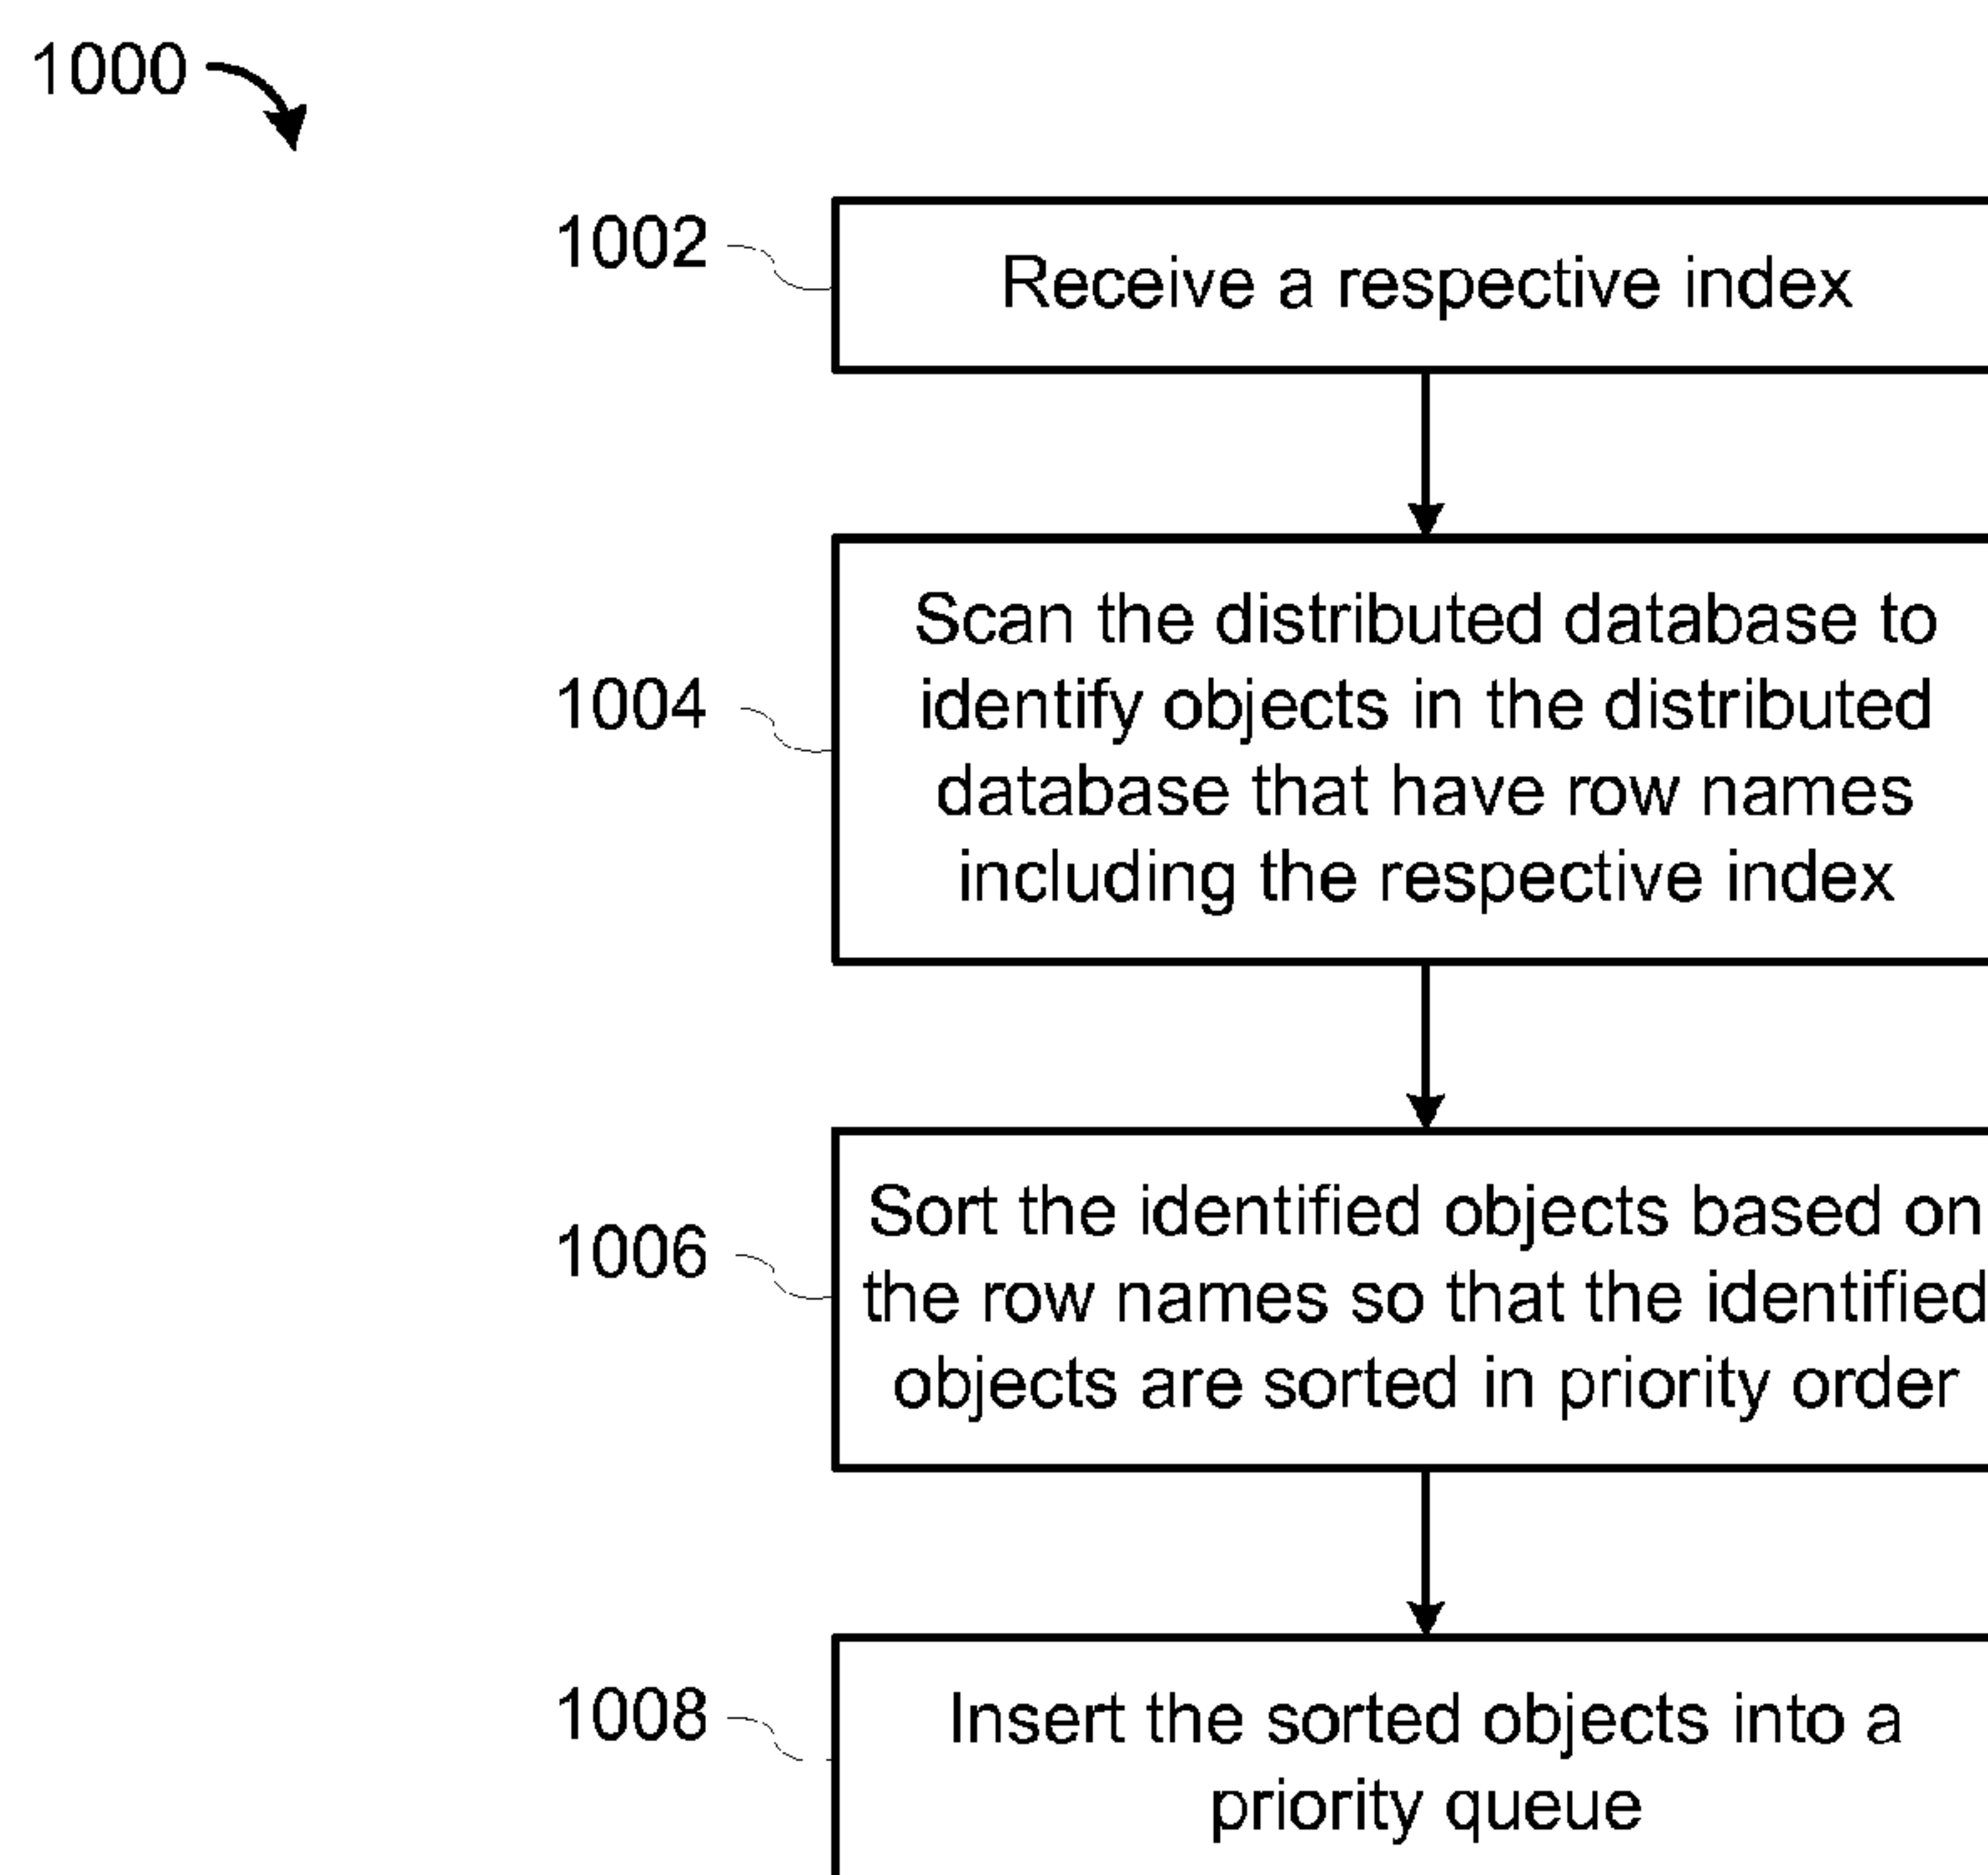 1000
1002
Receive a respective index
1004
Scan the distributed database to
identify objects in the distributed
database that have row names
including the respective index
1006
Sort the identified objects based on
the row names so that the identified
objects are sorted in priority order
1008
Insert the sorted objects into a
priority queue